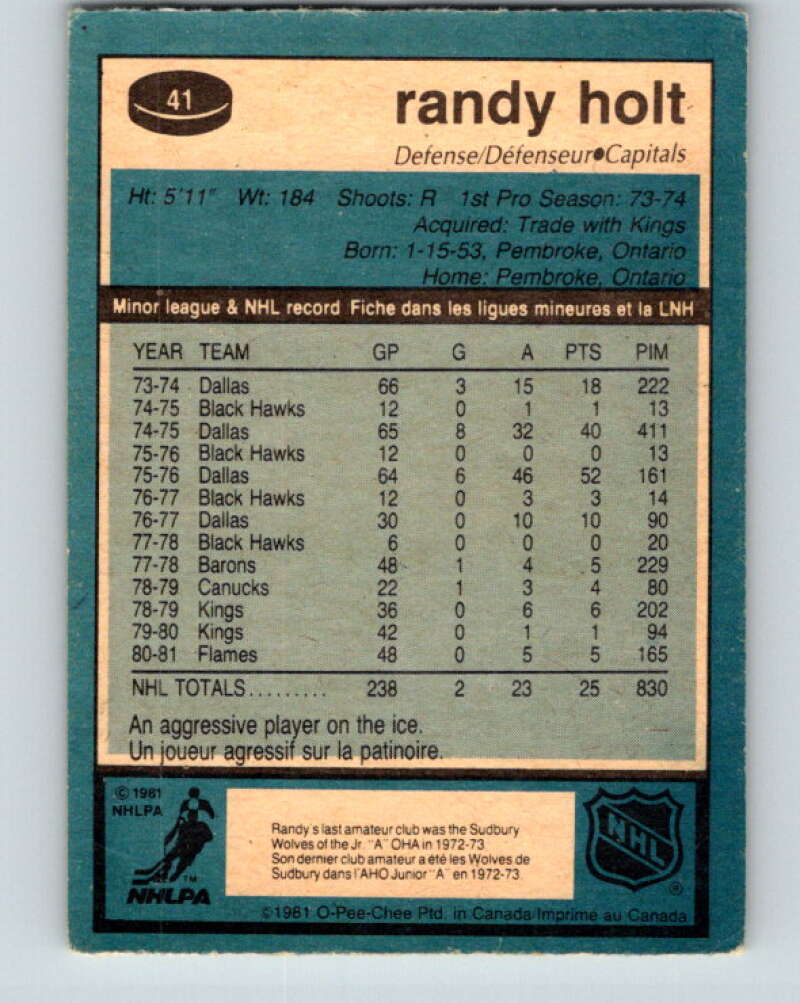 41
randy holt
Defense/Défenseur●Capitals
Ht: 5'11" Wt: 184 Shoots: R 1st Pro Season: 73-74
Acquired: Trade with Kings
Born: 1-15-53, Pembroke, Ontario
Home: Pembroke, Ontario
Minor league & NHL record Fiche dans les ligues mineures et la LNH
YEAR TEAM GP G A PTS PIM
73-74 Dallas 66 3 15 18 222
74-75 Black Hawks 12 0 1 1 13
74-75 Dallas 65 8 32 40 411
75-76 Black Hawks 12 0 0 0 13
75-76 Dallas 64 6 46 52 161
76-77 Black Hawks 12 0 3 3 14
76-77 Dallas 30 0 10 10 90
77-78 Black Hawks 6 0 0 0 20
77-78 Barons 48 1 4 5 229
78-79 Canucks 22 1 3 4 80
78-79 Kings 36 0 6 6 202
79-80 Kings 42 0 1 1 94
80-81 Flames 48 0 5 5 165
NHL TOTALS......... 238 2 23 25 830
An aggressive player on the ice.
Un joueur agressif sur la patinoire.
© 1981
NHLPA
TM
NHLPA
Randy's last amateur club was the Sudbury
Wolves of the Jr. "A" OHA in 1972-73.
Son dernier club amateur a été les Wolves de
Sudbury dans l'AHO Junior "A" en 1972-73.
NHL
®
©1981 O-Pee-Chee Ptd. in Canada/Imprimé au Canada